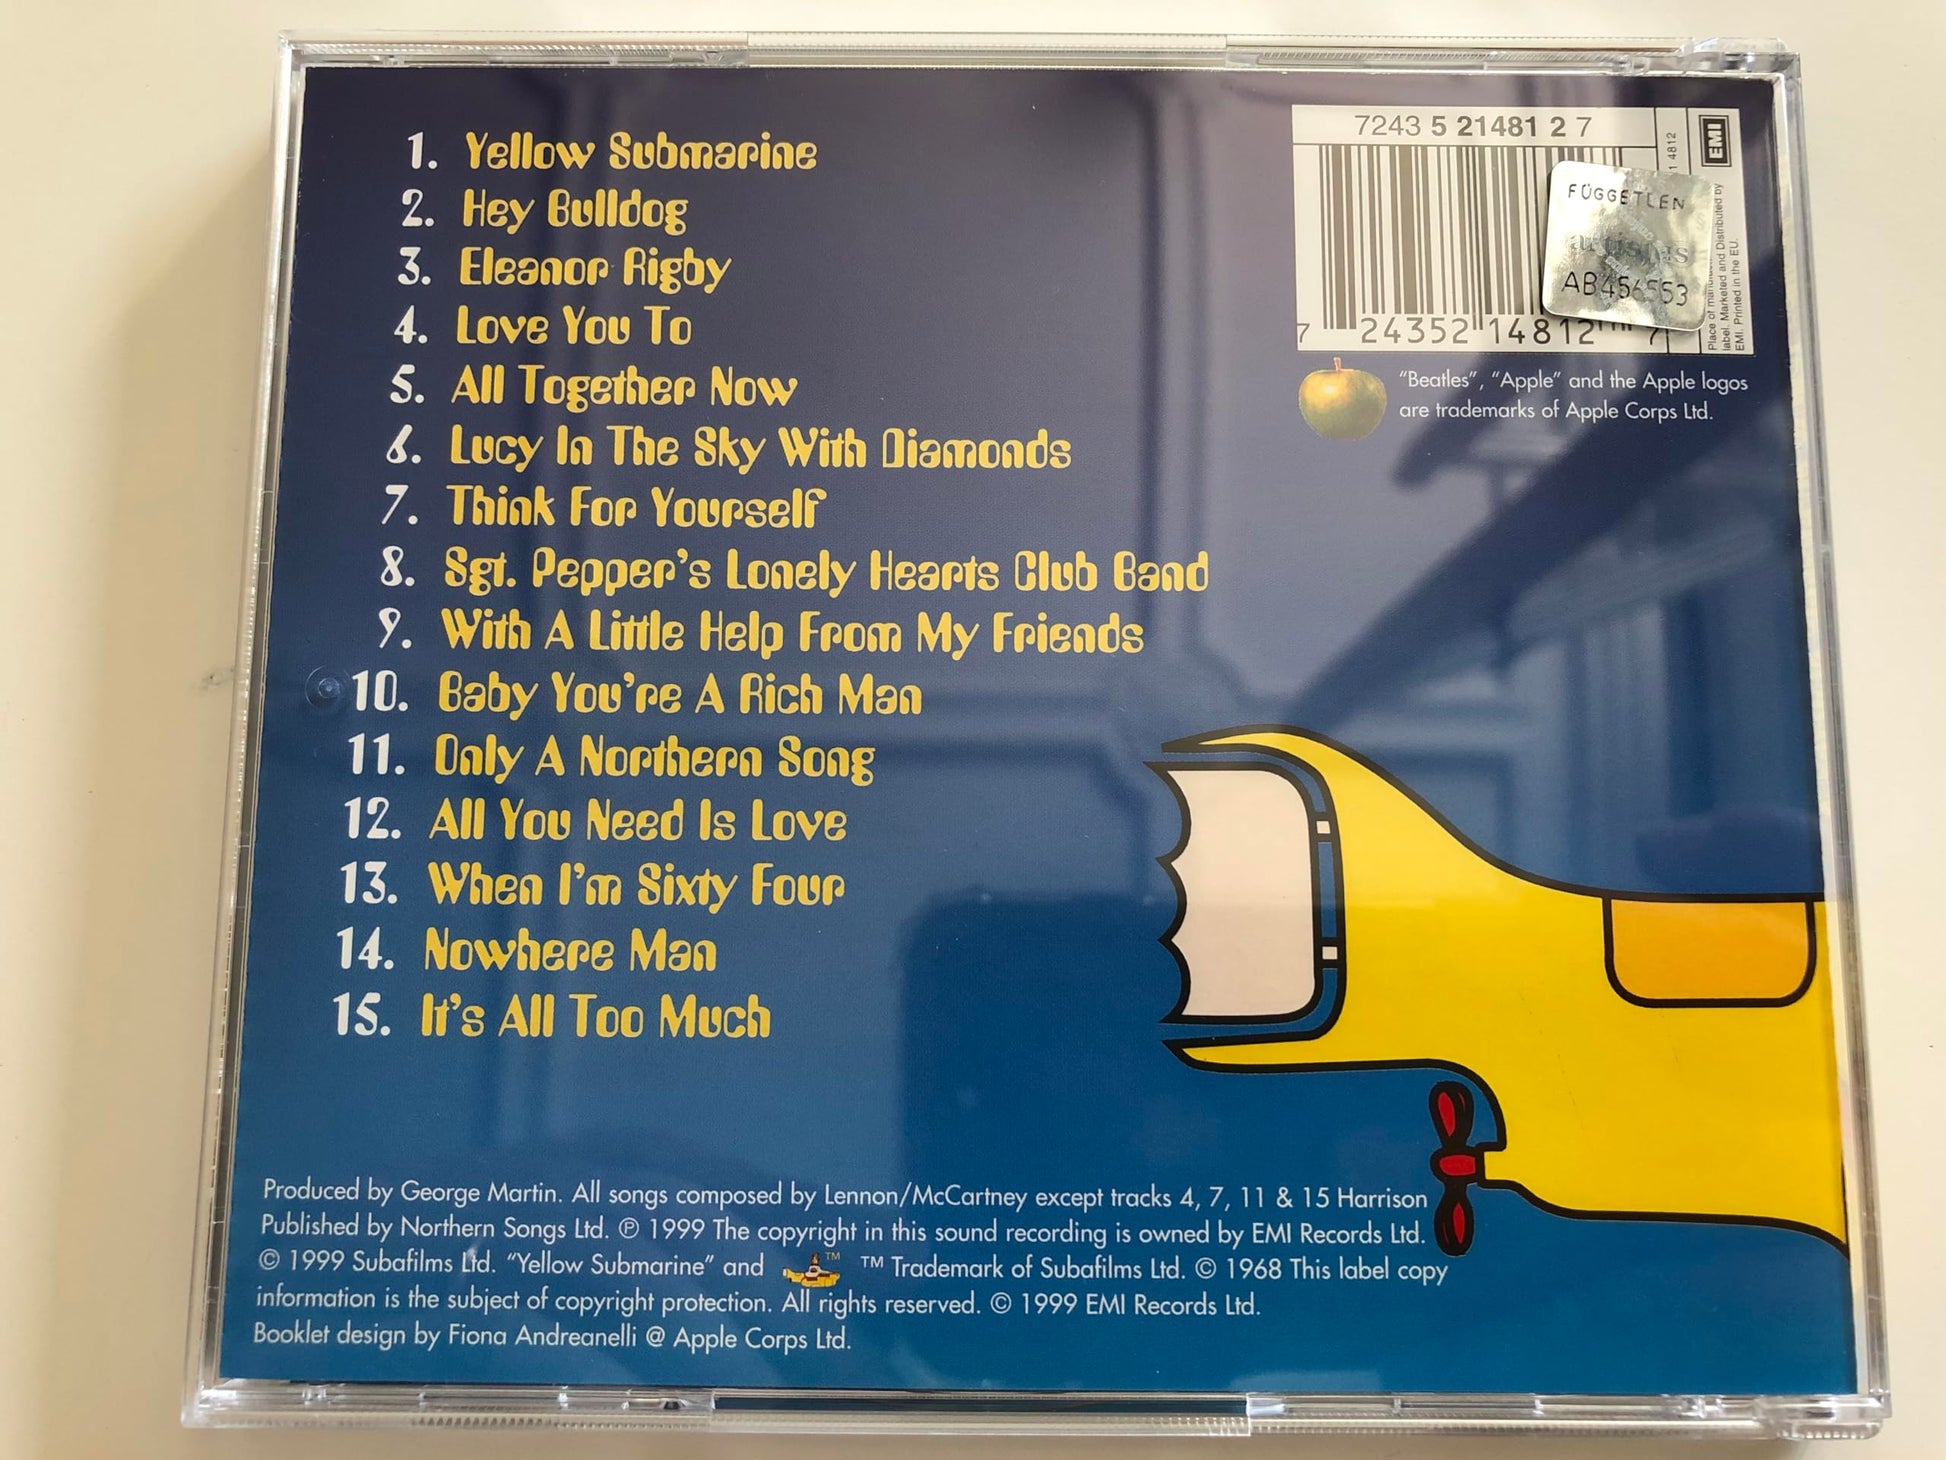 1. Yellow Submarine
2. Hey Bulldog
3. Eleanor Rigby
4. Love You To
5. All Together Now
6. Lucy In The Sky With Diamonds
7. Think For Yourself
8. Sgt. Pepper's Lonely Hearts Club Band
9. With A Little Help From My Friends
10. Baby You're A Rich Man
11. Only A Northern Song
12. All You Need Is Love
13. When I'm Sixty Four
14. Nowhere Man
15. It's All Too Much
7243 5 21481 2 7
EMI
1 4812
FÜGGETLEN
AB456553
7 24352 14812 7
Place of
label. Marketed and Distributed by
EMI. Printed in the EU.
"Beatles", "Apple" and the Apple logos
are trademarks of Apple Corps Ltd.
Produced by George Martin. All songs composed by Lennon/McCartney except tracks 4, 7, 11 & 15 Harrison
Published by Northern Songs Ltd. ℗ 1999 The copyright in this sound recording is owned by EMI Records Ltd.
© 1999 Subafilms Ltd. "Yellow Submarine" and ™ ™ Trademark of Subafilms Ltd. © 1968 This label copy
information is the subject of copyright protection. All rights reserved. © 1999 EMI Records Ltd.
Booklet design by Fiona Andreanelli @ Apple Corps Ltd.